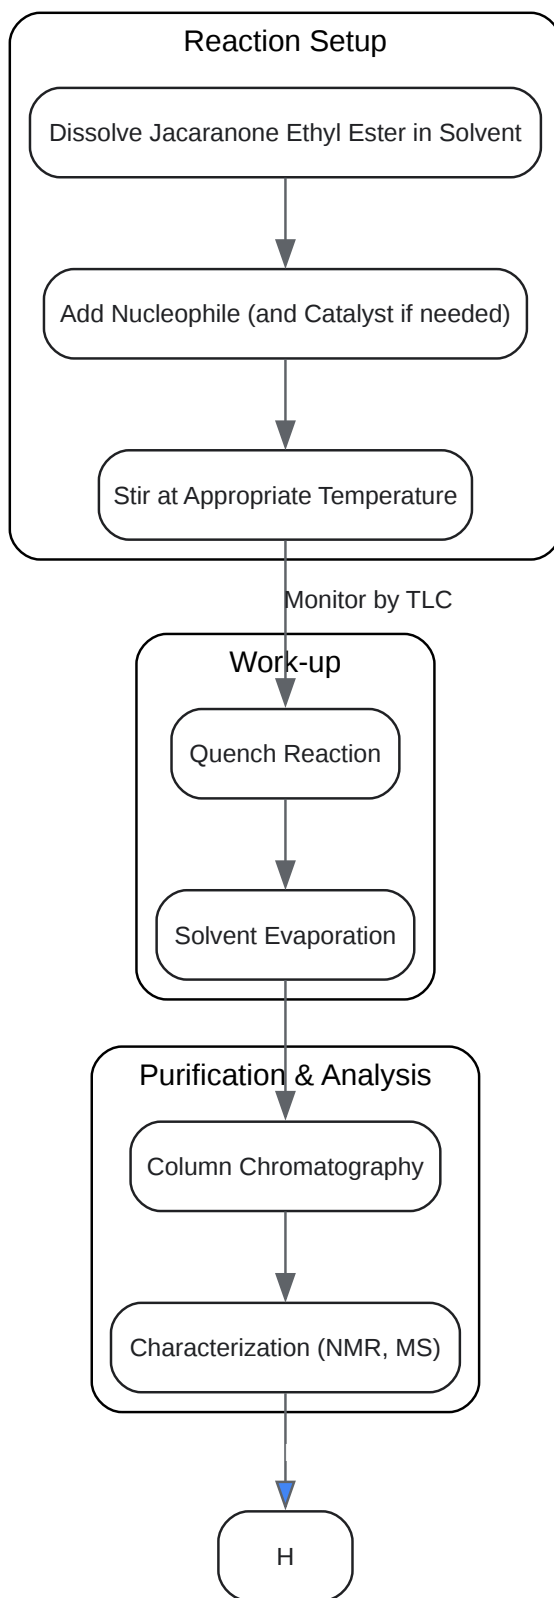 Reaction Setup
Dissolve Jacaranone Ethyl Ester in Solvent
Add Nucleophile (and Catalyst if needed)
Stir at Appropriate Temperature
Monitor by TLC
Work-up
Quench Reaction
Solvent Evaporation
Purification & Analysis
Column Chromatography
Characterization (NMR, MS)
H